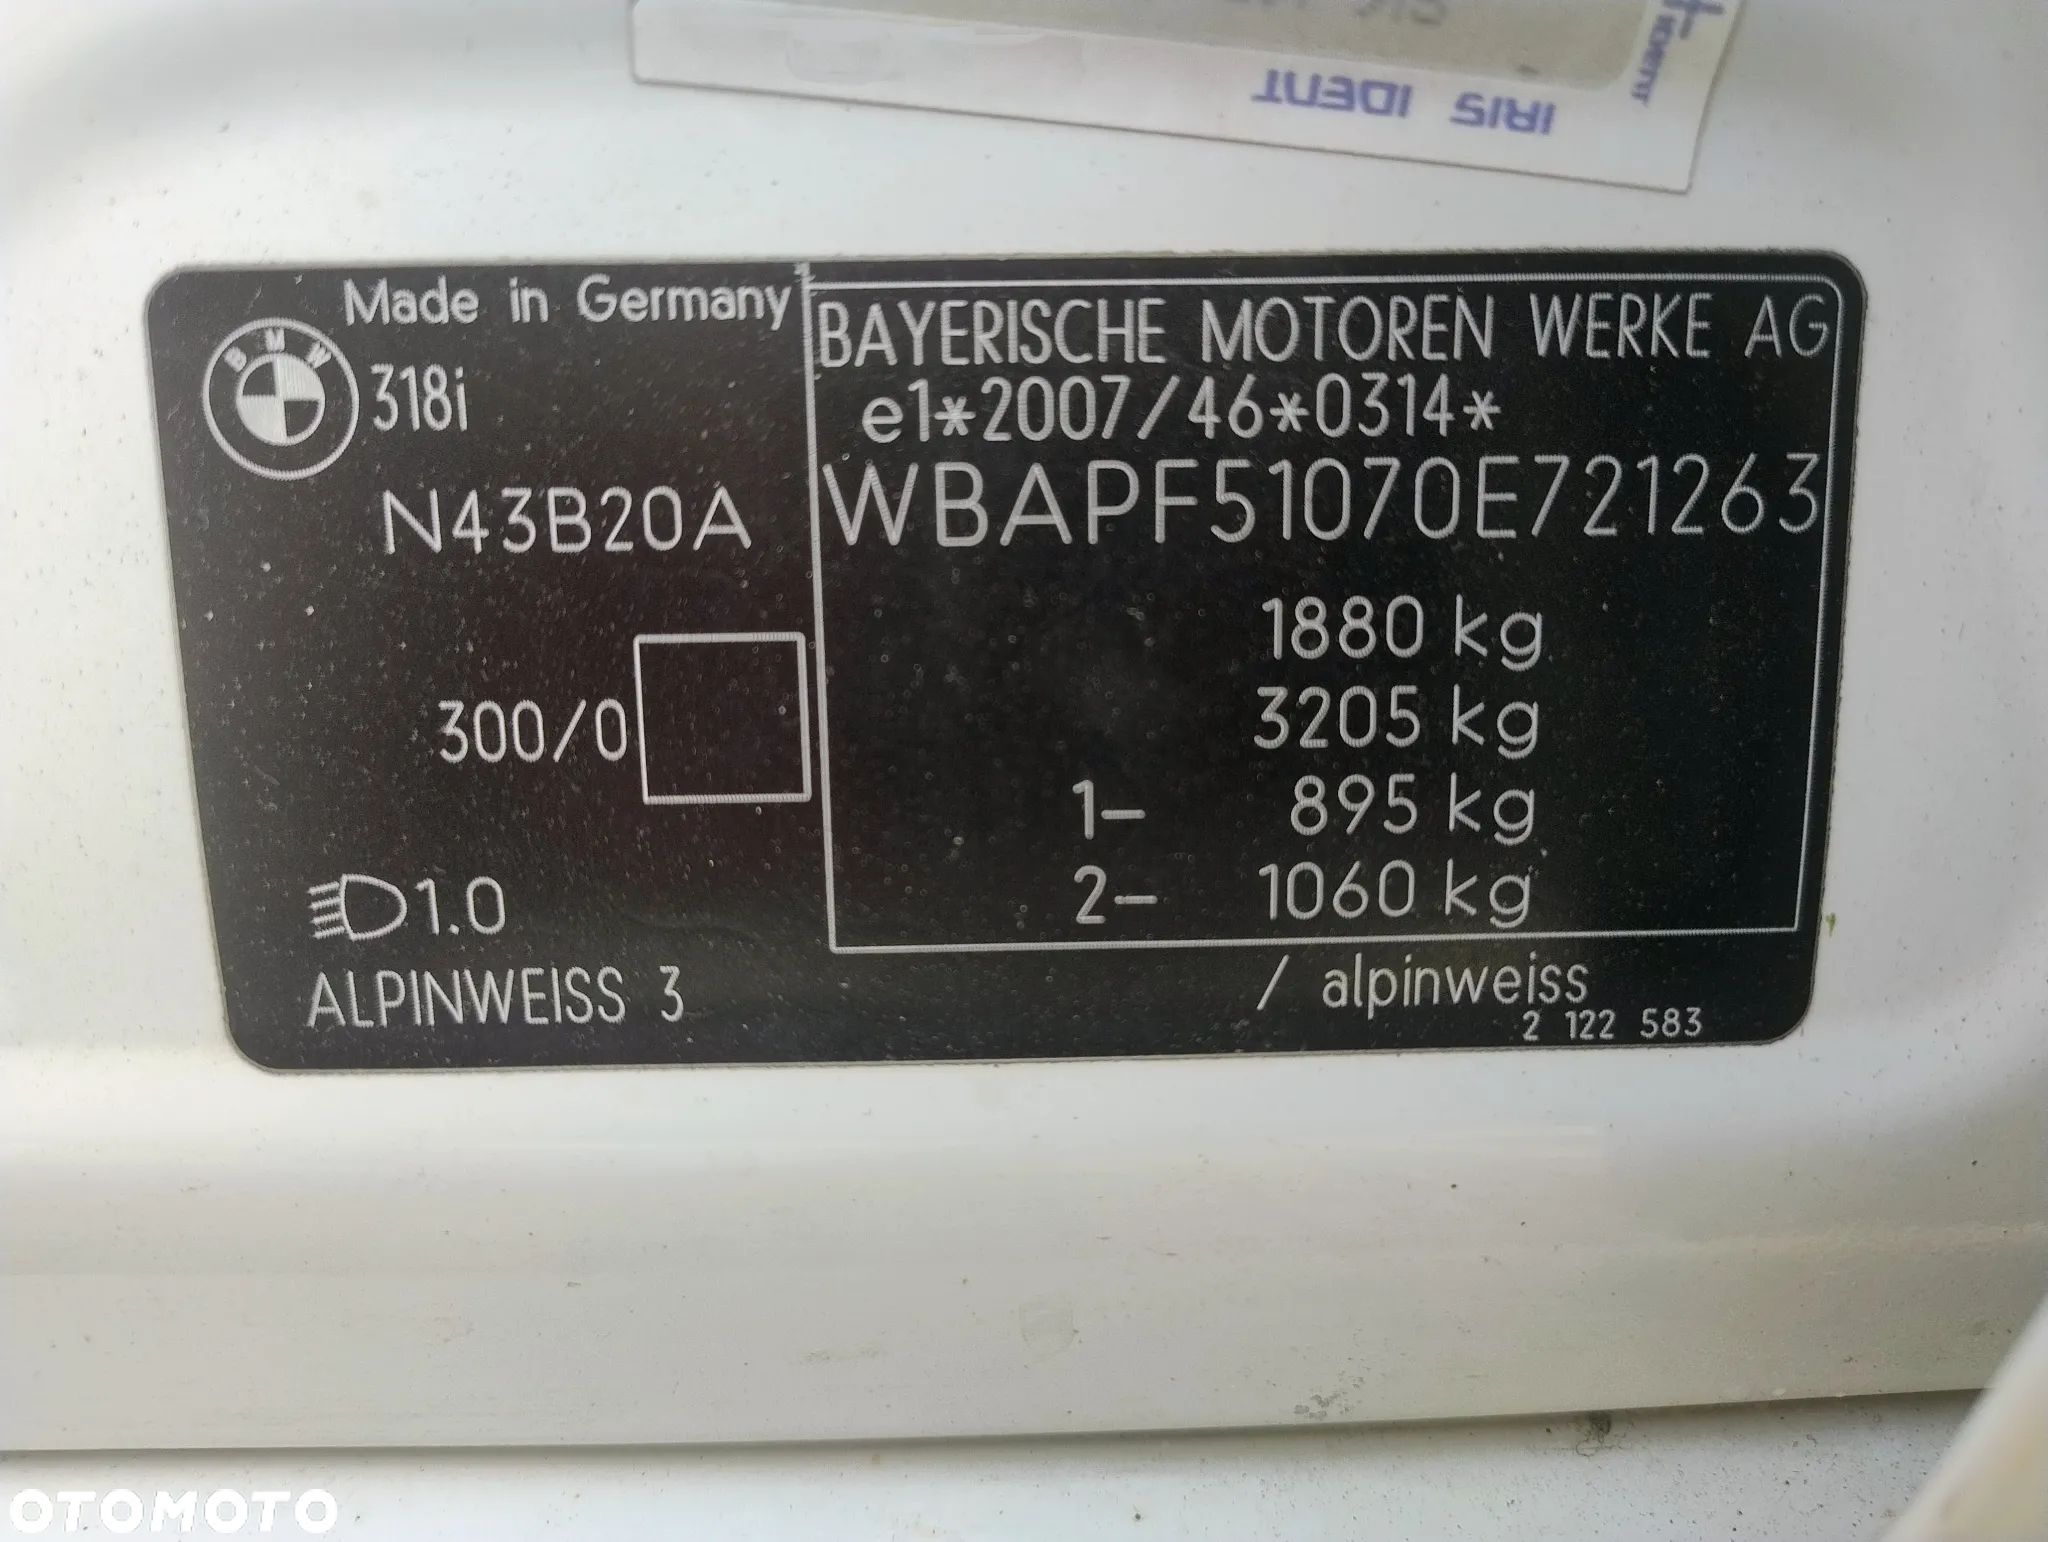 IDENT
IRIS IDENT
Made in Germany
BMW
318i
N43B20A
300/0
1.0
ALPINWEISS 3
BAYERISCHE MOTOREN WERKE AG
e1*2007/46*0314*
WBAPF51070E721263
1880 kg
3205 kg
1- 895 kg
2- 1060 kg
/ alpinweiss
2 122 583
OTOMOTO